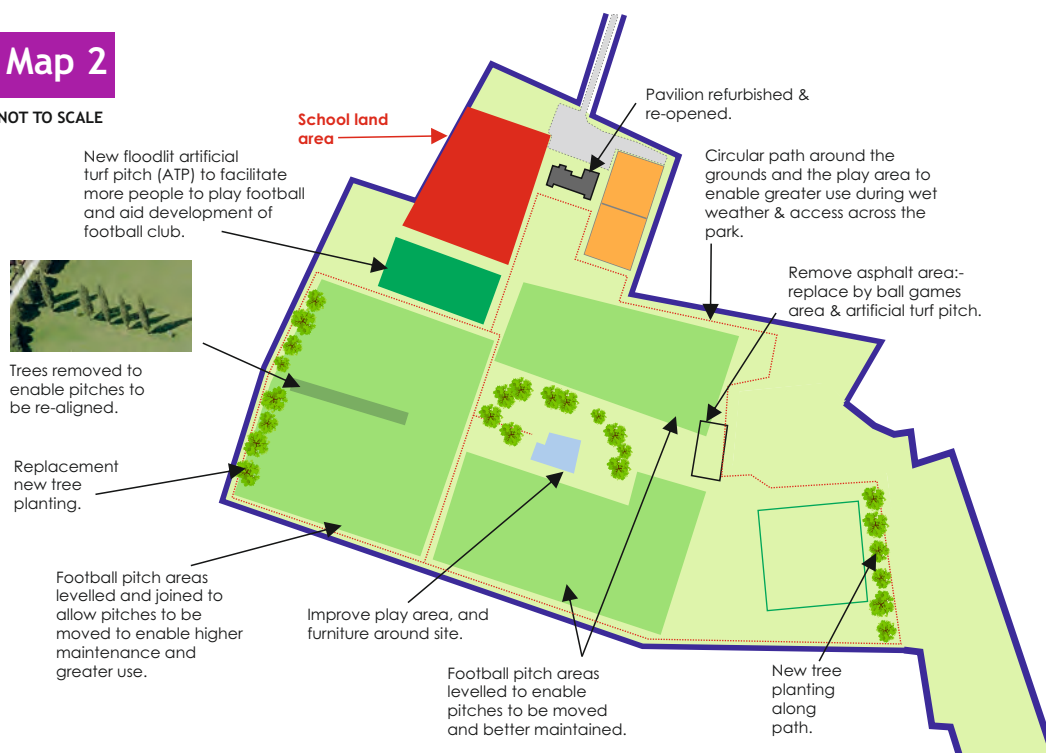 Map 2
NOT TO SCALE
School land
area
Pavilion refurbished &
re-opened.
New floodlit artificial
turf pitch (ATP) to facilitate
more people to play football
and aid development of
football club.
Circular path around the
grounds and the play area to
enable greater use during wet
weather & access across the
park.
Remove asphalt area:-
replace by ball games
area & artificial turf pitch.
Trees removed to
enable pitches to
be re-aligned.
Replacement
new tree
planting.
Football pitch areas
levelled and joined to
allow pitches to be
moved to enable higher
maintenance and
greater use.
Improve play area, and
furniture around site.
Football pitch areas
levelled to enable
pitches to be moved
and better maintained.
New tree
planting
along
path.